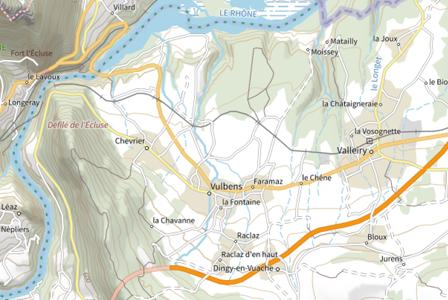 Villard
LE RHÔNE
Matailly
la Joux
Moissey
Fort l'Écluse
le Lavoux
le Longet
Longeray
la Chataigneraie
Défilé de l'Écluse
la Vosognette
Chevrier
Valleiry
Vulbens
Faramaz
le Chêne
la Fontaine
Léaz
la Chavanne
Népliers
Raclaz
Bloux
Raclaz d'en haut
Jurens
Dingy-en-Vuache